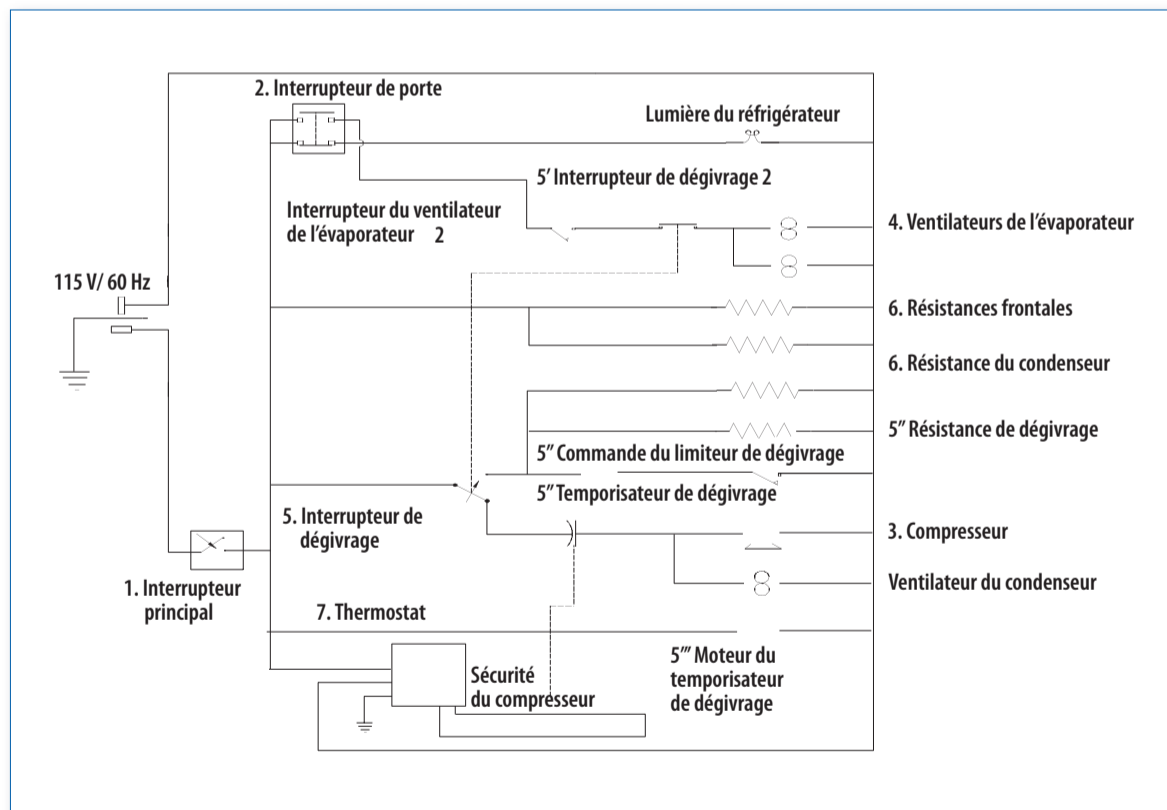 2. Interrupteur de porte
Lumière du réfrigérateur
5' Interrupteur de dégivrage 2
Interrupteur du ventilateur
de l'évaporateur 2
4. Ventilateurs de l'évaporateur
115 V/ 60 Hz
6. Résistances frontales
6. Résistance du condenseur
5" Résistance de dégivrage
5" Commande du limiteur de dégivrage
5" Temporisateur de dégivrage
5. Interrupteur de
dégivrage
3. Compresseur
1. Interrupteur
principal
Ventilateur du condenseur
7. Thermostat
5''' Moteur du
temporisateur
de dégivrage
Sécurité
du compresseur